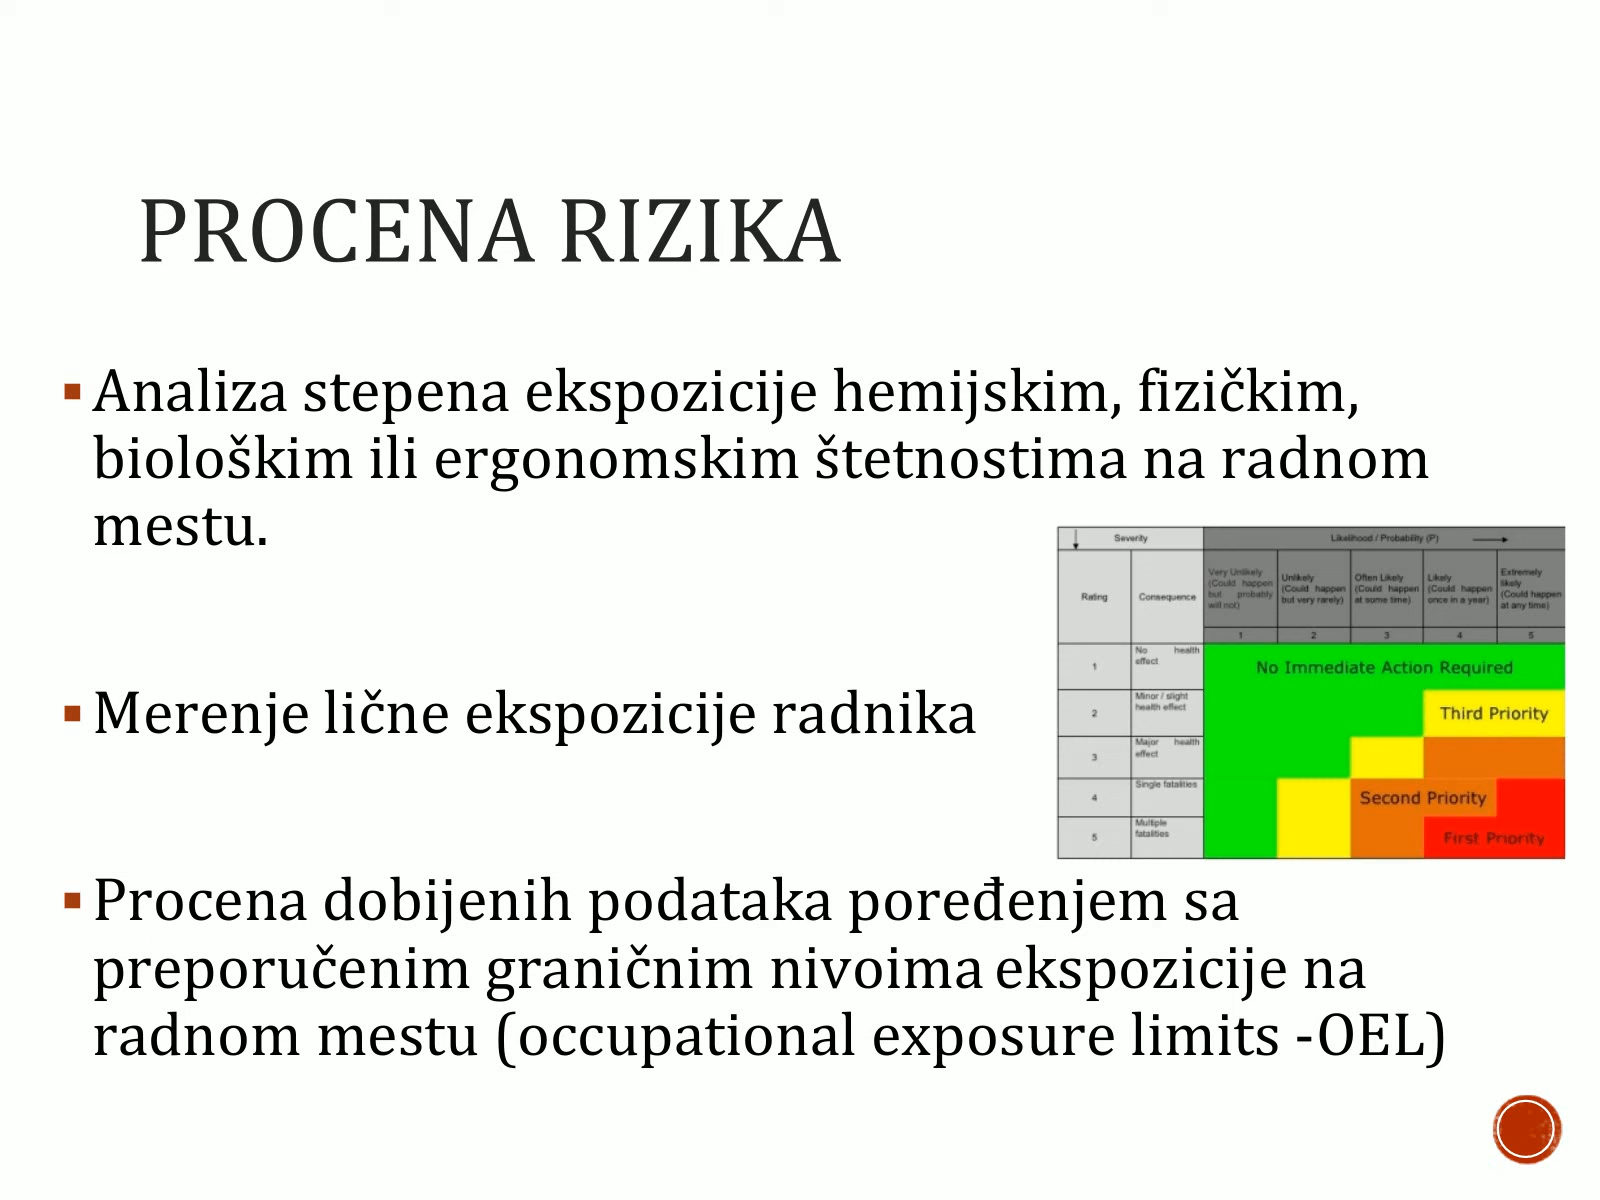 PROCENA RIZIKA
▪ Analiza stepena ekspozicije hemijskim, fizičkim,
biološkim ili ergonomskim štetnostima na radnom
mestu.
▪ Merenje lične ekspozicije radnika
Severity
Likelihood / Probability (P)
Rating
Consequence
Very Unlikely
(Could happen
but probably
will not)
Unlikely
(Could happen
but very rarely)
Often Likely
(Could happen
at some time)
Likely
(Could happen
once in a year)
Extremely
likely
(Could happen
at any time)
1 2 3 4 5
1
No health
effect
No Immediate Action Required
2
Minor / slight
health effect
Third Priority
3
Major health
effect
4
Single fatalities
Second Priority
5
Multiple
fatalities
First Priority
▪ Procena dobijenih podataka poređenjem sa
preporučenim graničnim nivoima ekspozicije na
radnom mestu (occupational exposure limits -OEL)